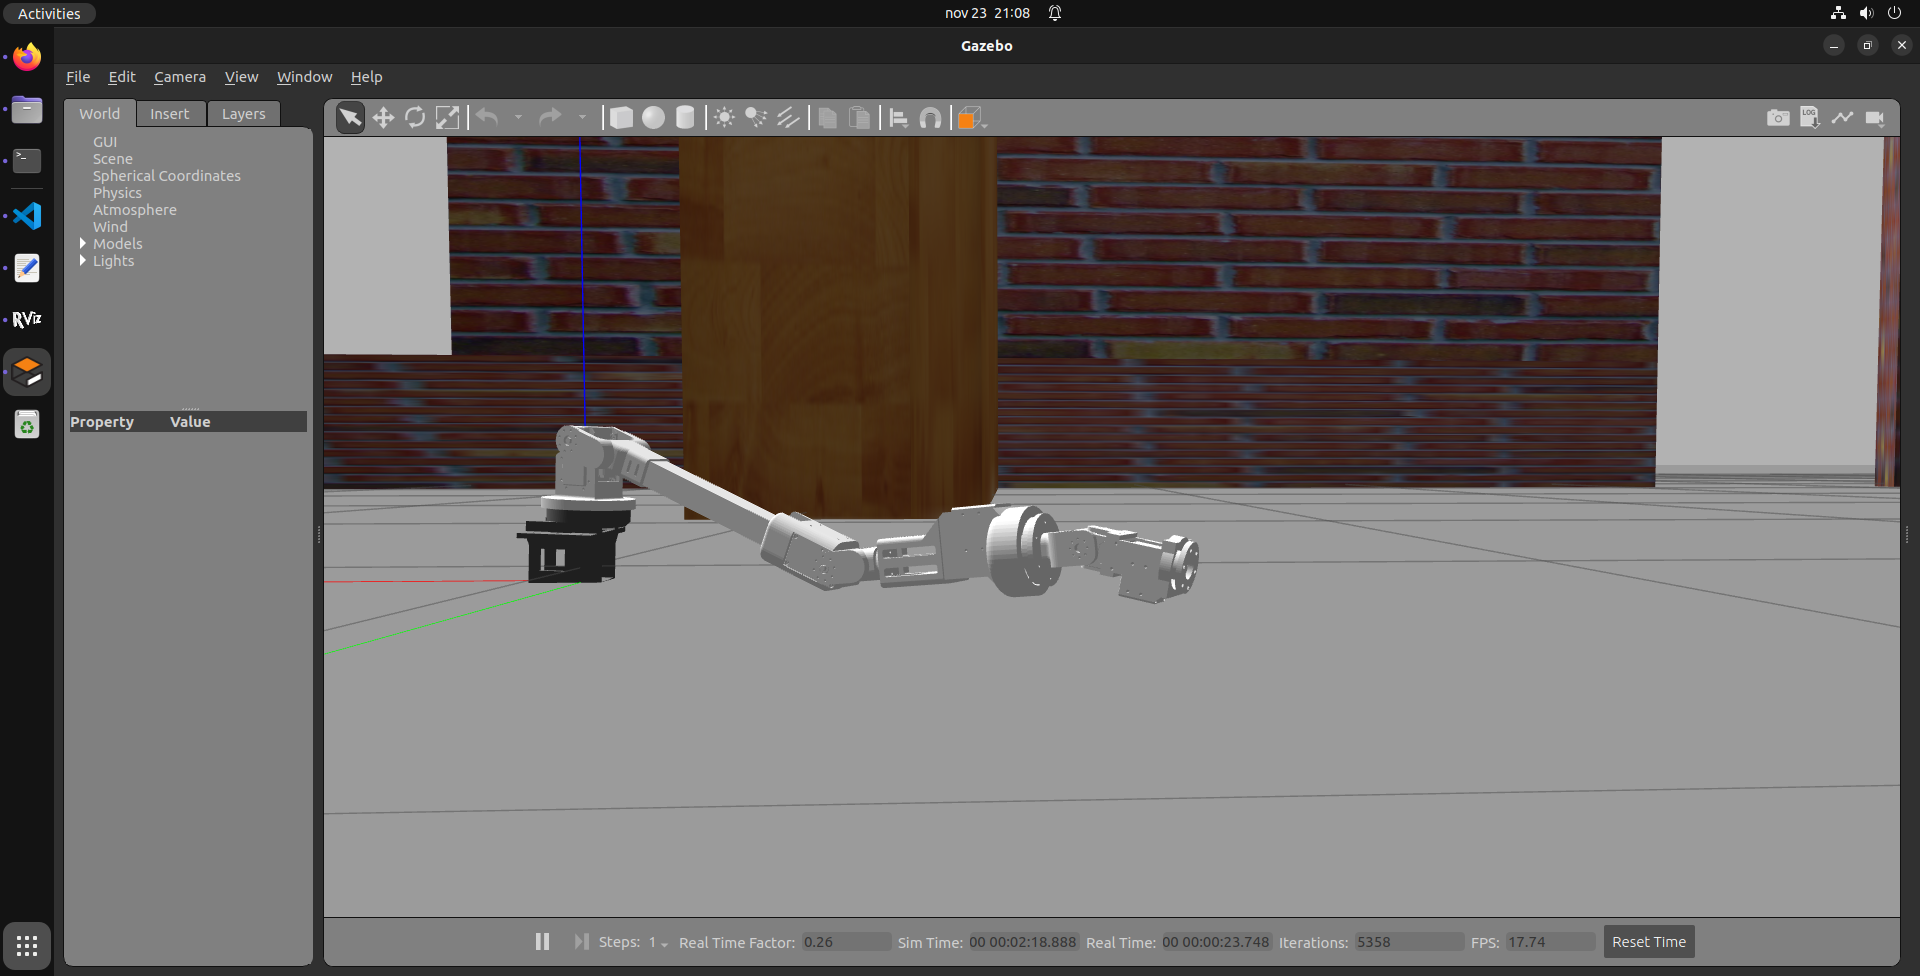 Activities
nov 23 21:08
Gazebo
File Edit Camera View Window Help
World Insert Layers
GUI
Scene
Spherical Coordinates
Physics
Atmosphere
Wind
Models
Lights
Property Value
LOG
RViz
Steps: 1 Real Time Factor: 0.26 Sim Time: 00 00:02:18.888 Real Time: 00 00:00:23.748 Iterations: 5358 FPS: 17.74 Reset Time